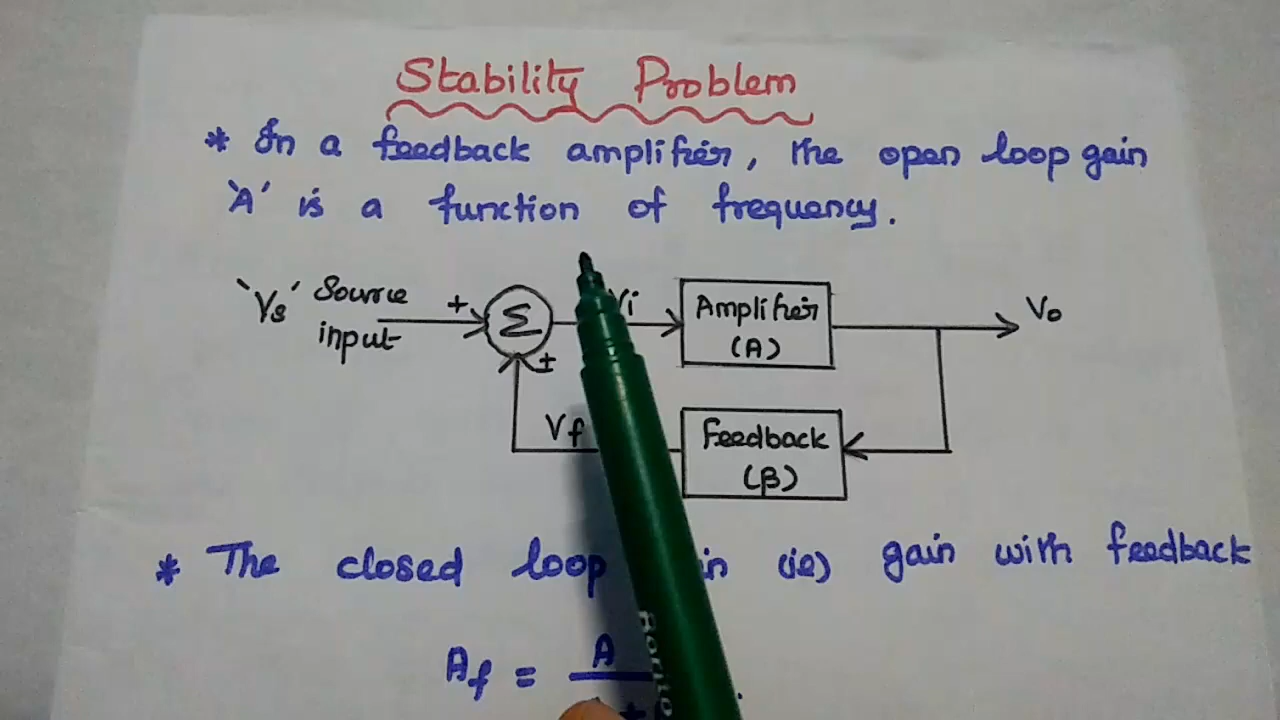 Stability Problem
* In a feedback amplifier, the open loop gain
'A' is a function of frequency.
'Vs' Source input
+
Σ
±
Vi
Amplifier
(A)
Vo
Vf
Feedback
(β)
* The closed loop (ie) gain with feedback
Af = A